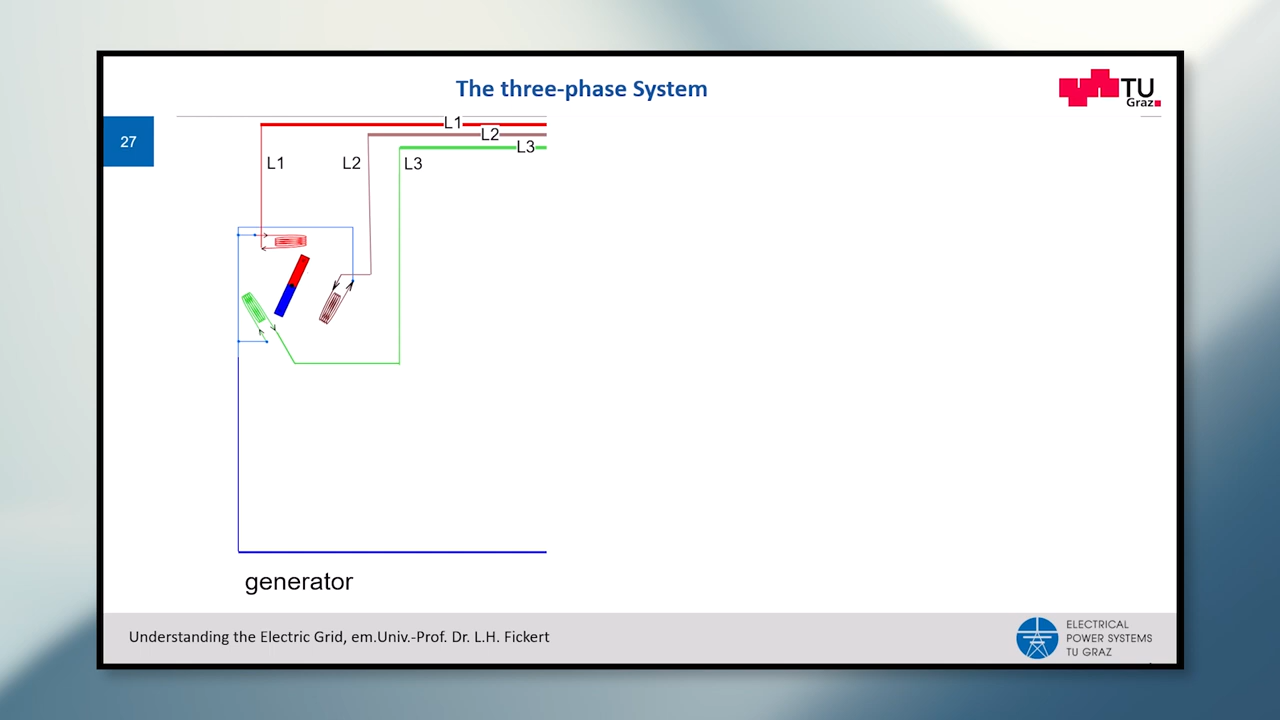 The three-phase System
TU
Graz
27
L1
L2
L3
L1
L2
L3
generator
Understanding the Electric Grid, em.Univ.-Prof. Dr. L.H. Fickert
ELECTRICAL
POWER SYSTEMS
TU GRAZ